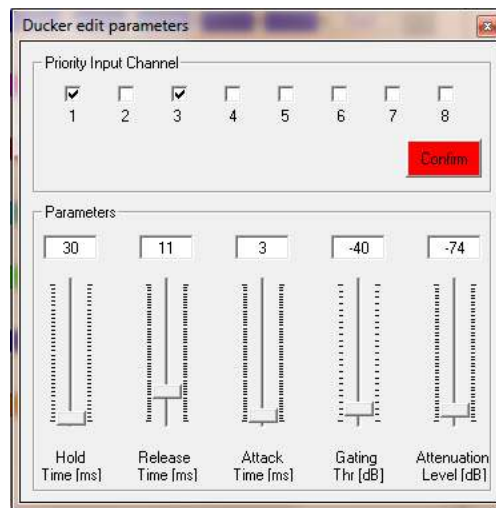 Ducker edit parameters
Priority Input Channel
1 2 3 4 5 6 7 8
Confirm
Parameters
30 11 3 -40 -74
Hold Release Attack Gating Attenuation
Time [ms] Time [ms] Time [ms] Thr [dB] Level [dB]